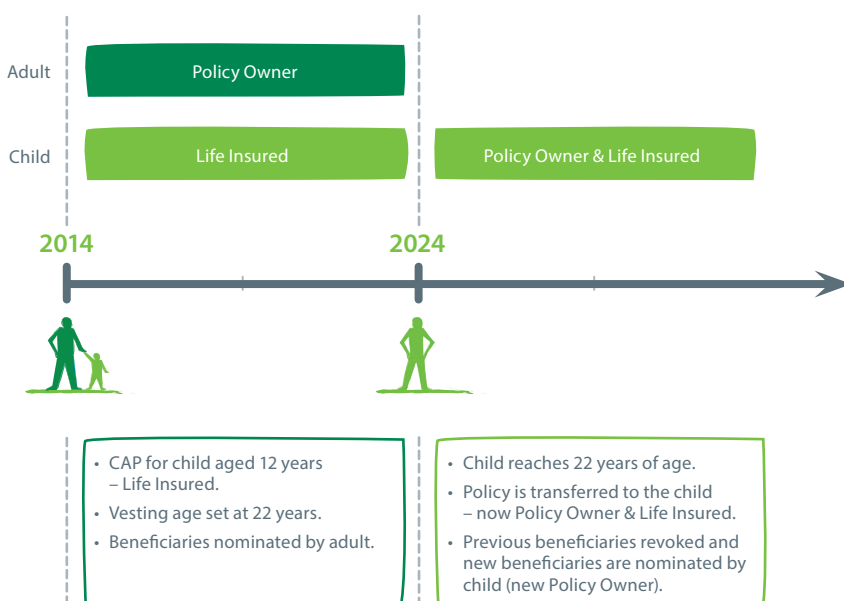 Adult
Policy Owner
Child
Life Insured
Policy Owner & Life Insured
2014
2024
• CAP for child aged 12 years
– Life Insured.
• Vesting age set at 22 years.
• Beneficiaries nominated by adult.
• Child reaches 22 years of age.
• Policy is transferred to the child
– now Policy Owner & Life Insured.
• Previous beneficiaries revoked and
new beneficiaries are nominated by
child (new Policy Owner).